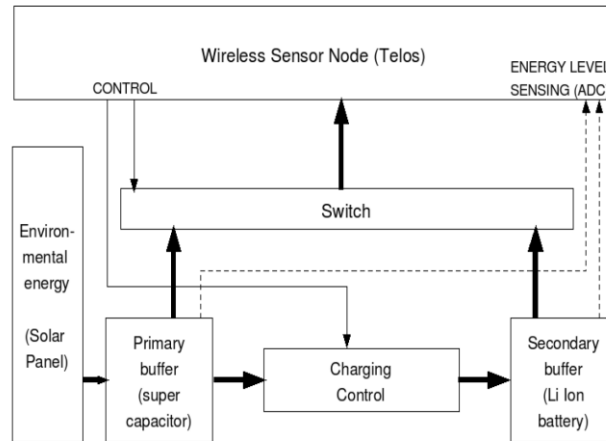 Wireless Sensor Node (Telos)
ENERGY LEVEL
CONTROL
SENSING (ADC
Switch
Environ-
mental
energy
(Solar
Panel)
Primary
buffer
(super
capacitor)
Charging
Control
Secondary
buffer
(Li Ion
battery)